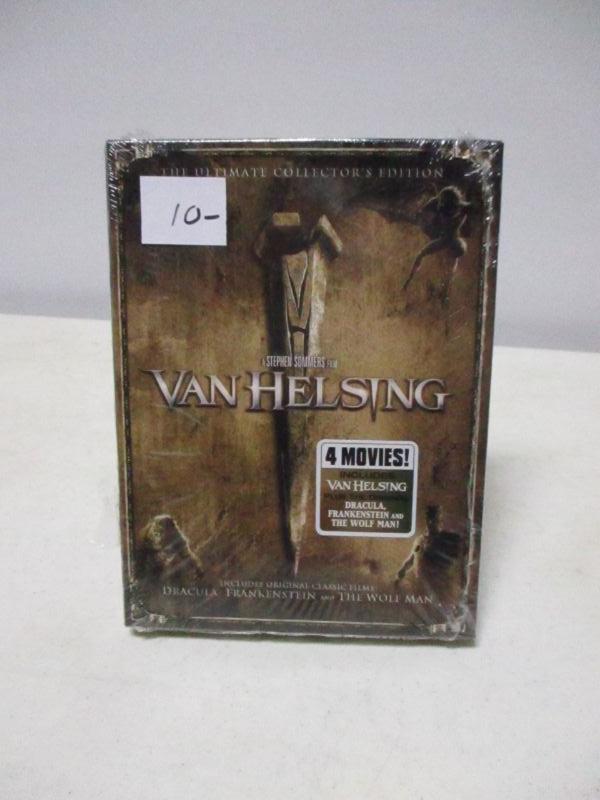 THE ULTIMATE COLLECTOR'S EDITION
10-
A STEPHEN SOMMERS FILM
VAN HELSING
4 MOVIES!
INCLUDES
VAN HELSING
DRACULA,
FRANKENSTEIN AND
THE WOLF MAN!
INCLUDES ORIGINAL CLASSIC FILMS
DRACULA FRANKENSTEIN AND THE WOLF MAN